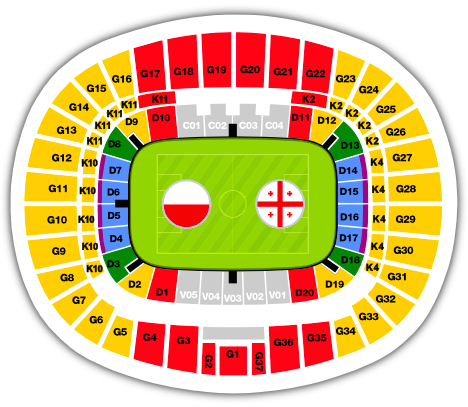 G17 G18 G19 G20 G21 G22
G16 G23
G15 G24
G14 K11 K11 K2 K2 G25
G13 K11 D9 D10 C01 C02 C03 C04 D11 D12 K2 G26
K11 K2
G12 K11 D8 D13 K2 G27
K10 D7 D14 K4
G11 K10 D6 D15 K4 G28
G10 K10 D5 D16 K4 G29
G9 K10 D4 D17 K4 G30
G8 K10 D3 D18 K4 G31
G7 D2 D1 V05 V04 V03 V02 V01 D20 D19 G32
G6 G33
G5 G4 G3 G2 G1 G37 G36 G35 G34